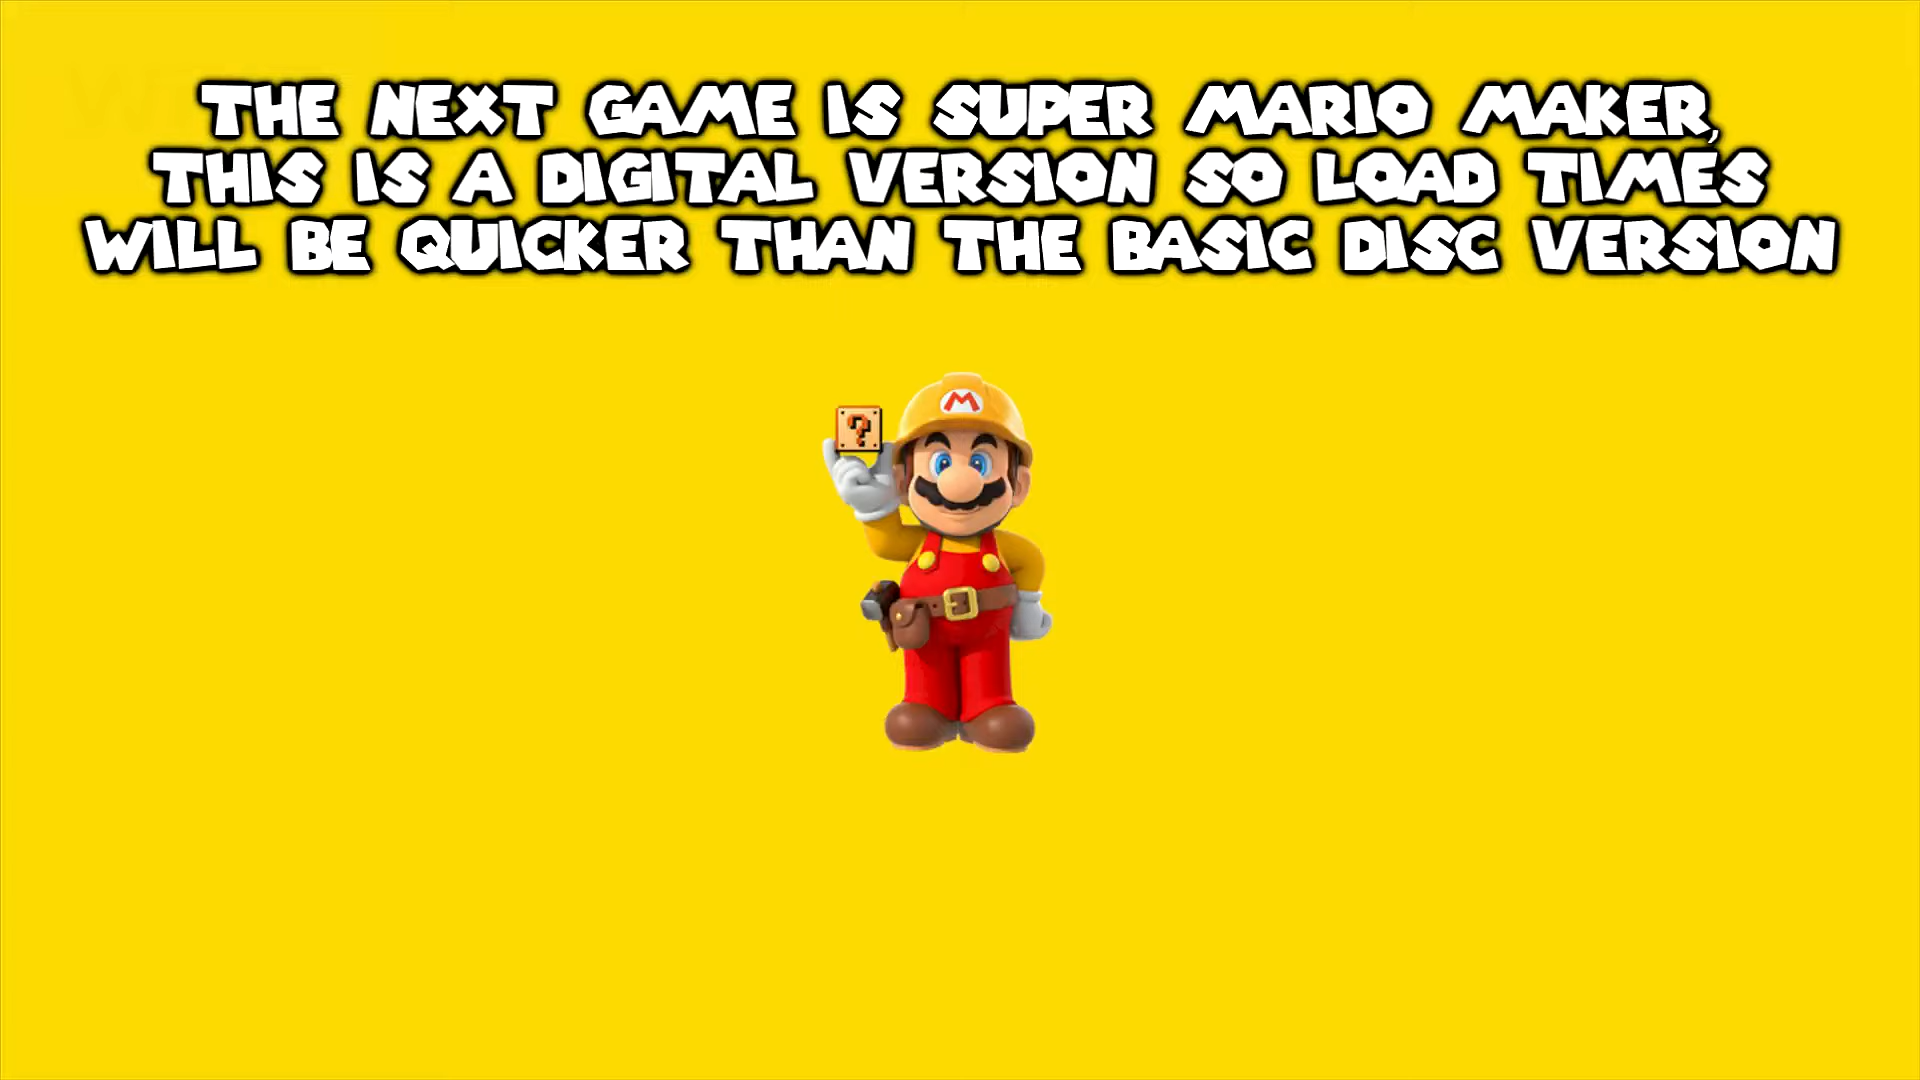 THE NEXT GAME IS SUPER MARIO MAKER,
THIS IS A DIGITAL VERSION SO LOAD TIMES
WILL BE QUICKER THAN THE BASIC DISC VERSION
M
?